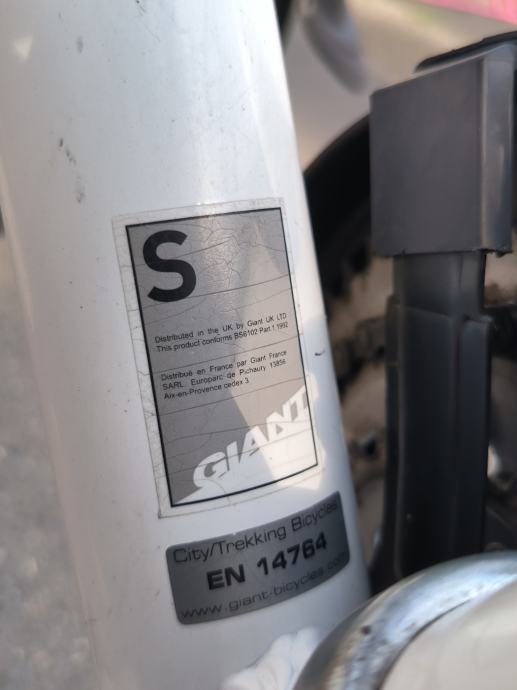 S
Distributed in the UK by Giant UK LTD
This product conforms BS6102 Part.1 1992
Distribué en France par Giant France
SARL. Europarc de Pichaury 13856
Aix-en-Provence cedex 3
GIANT
City/Trekking Bicycles
EN 14764
www.giant-bicycles.com